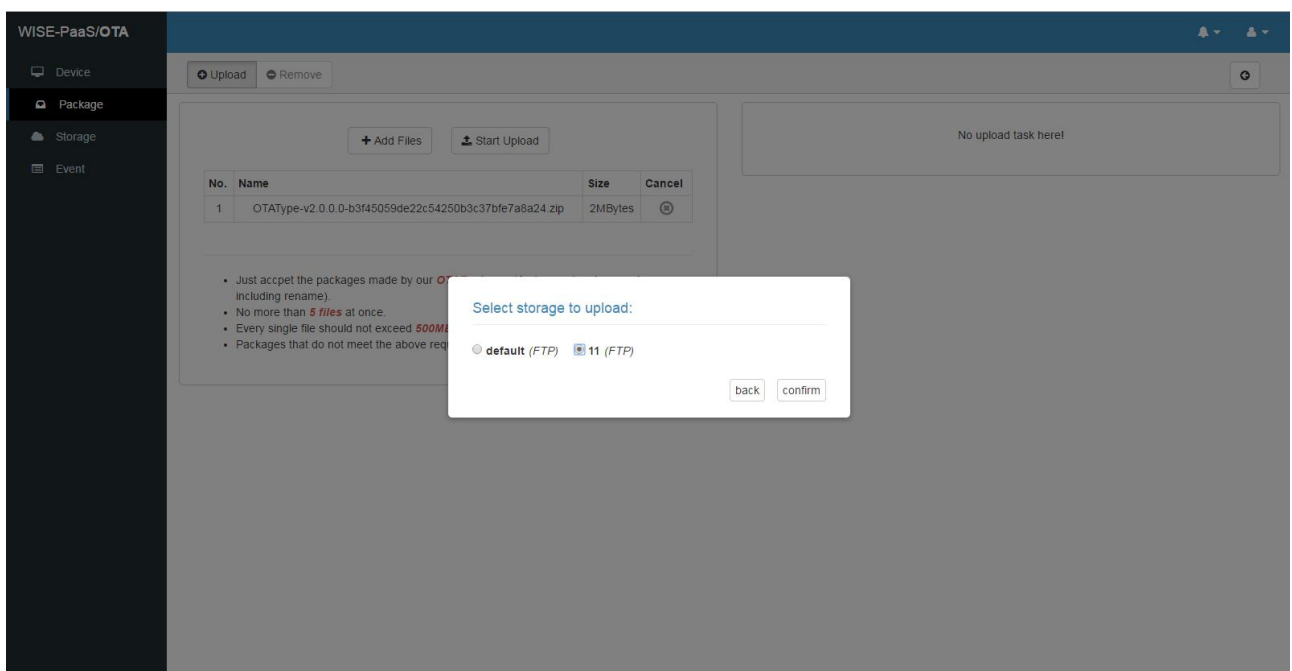 WISE-PaaS/OTA
Device
Package
Storage
Event
Upload Remove
+ Add Files Start Upload
No. Name Size Cancel
1 OTAType-v2.0.0.0-b3f45059de22c54250b3c37bfe7a8a24.zip 2MBytes
Just accpet the packages made by our
including rename).
No more than 5 files at once.
Every single file should not exceed
Packages that do not meet the above
No upload task here!
Select storage to upload:
default (FTP) 11 (FTP)
back confirm